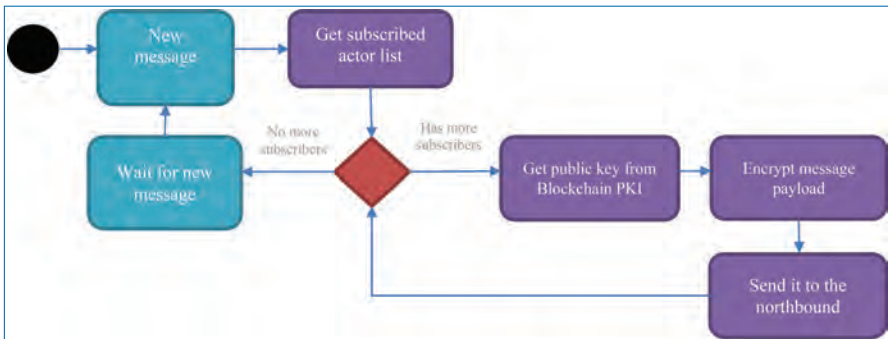 New
message
Get subscribed
actor list
No more
subscribers
Has more
subscribers
Wait for new
message
Get public key from
Blockchain PKI
Encrypt message
payload
Send it to the
northbound